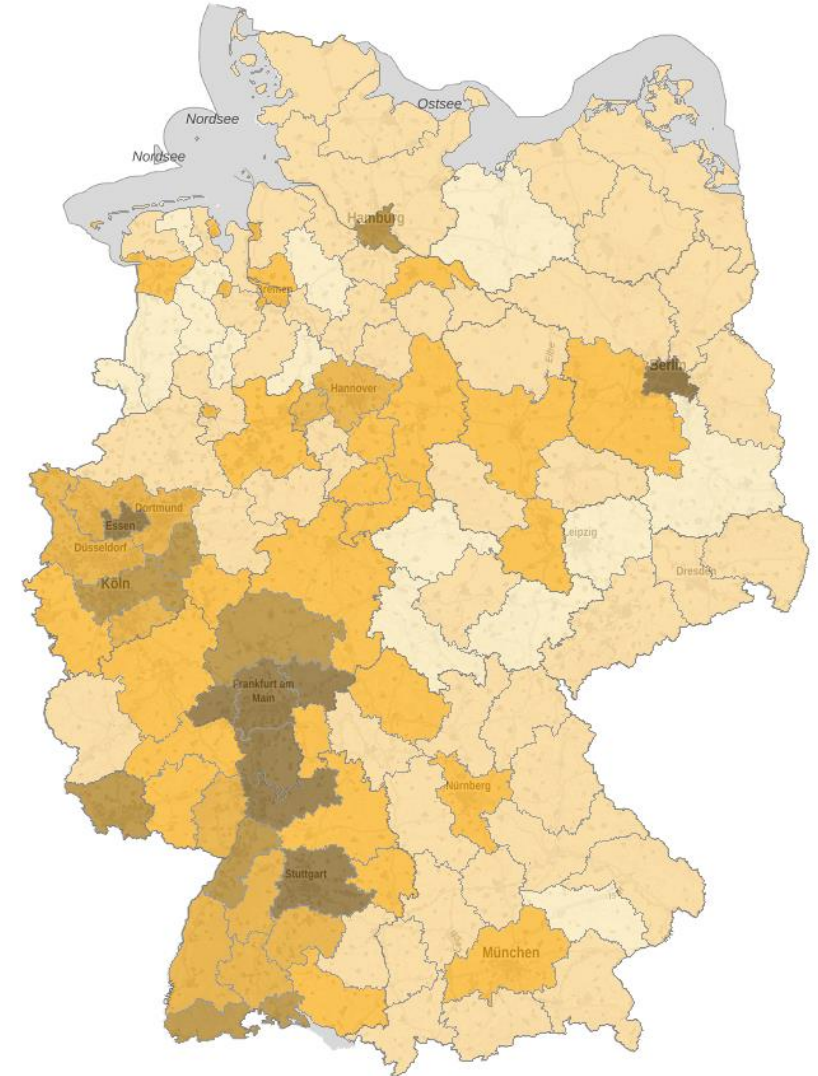 Ostsee
Nordsee
Nordsee
Hamburg
Bremen
Elbe
Berlin
Hannover
Dortmund
Essen
Leipzig
Düsseldorf
Köln
Dresden
Frankfurt am
Main
Nürnberg
Stuttgart
München